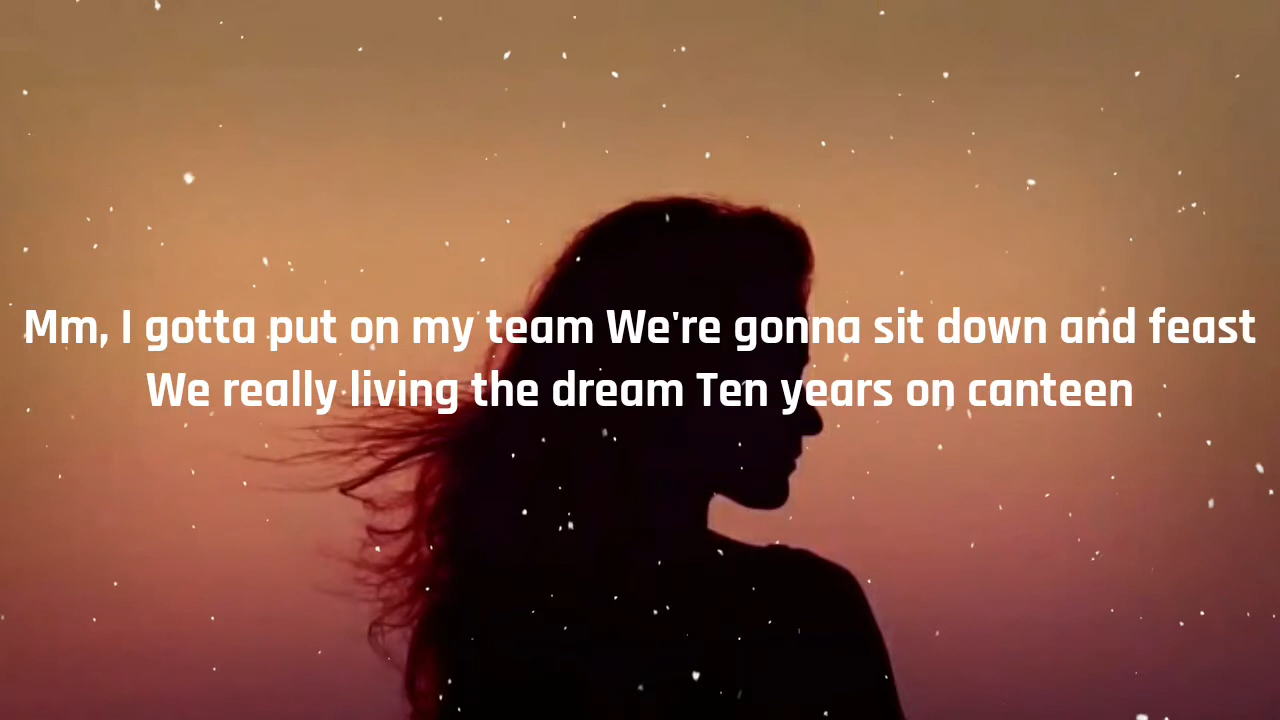 Mm, I gotta put on my team We're gonna sit down and feast
We really living the dream Ten years on canteen